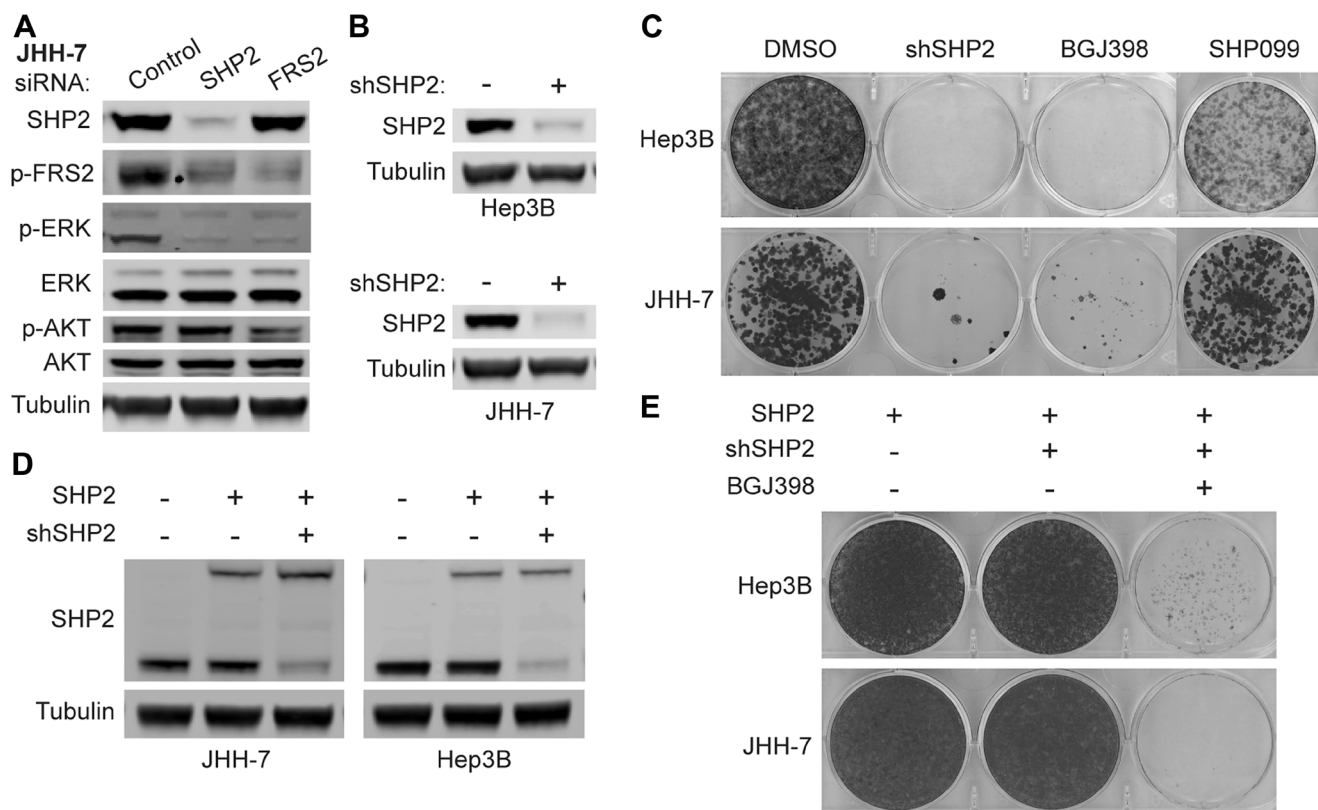 A
JHH-7
siRNA: Control SHP2 FRS2
SHP2
p-FRS2
p-ERK
ERK
p-AKT
AKT
Tubulin
B
shSHP2: - +
SHP2
Tubulin
Hep3B
shSHP2: - +
SHP2
Tubulin
JHH-7
C
DMSO shSHP2 BGJ398 SHP099
Hep3B
JHH-7
D
SHP2 - + + - + +
shSHP2 - - + - - +
SHP2
Tubulin
JHH-7 Hep3B
E
SHP2 + + +
shSHP2 - + +
BGJ398 - - +
Hep3B
JHH-7